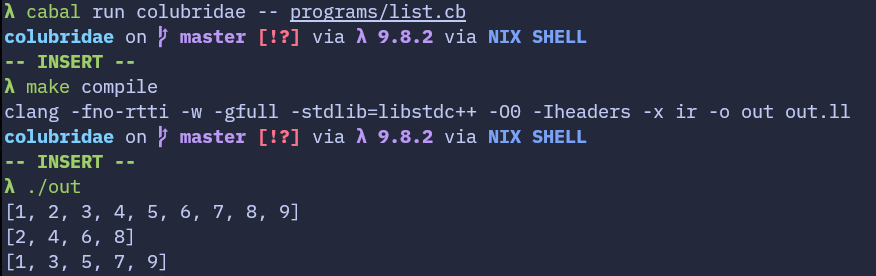 λ cabal run colubridae -- programs/list.cb
colubridae on  master [!?] via λ 9.8.2 via NIX SHELL
-- INSERT --
λ make compile
clang -fno-rtti -w -gfull -stdlib=libstdc++ -O0 -Iheaders -x ir -o out out.ll
colubridae on  master [!?] via λ 9.8.2 via NIX SHELL
-- INSERT --
λ ./out
[1, 2, 3, 4, 5, 6, 7, 8, 9]
[2, 4, 6, 8]
[1, 3, 5, 7, 9]